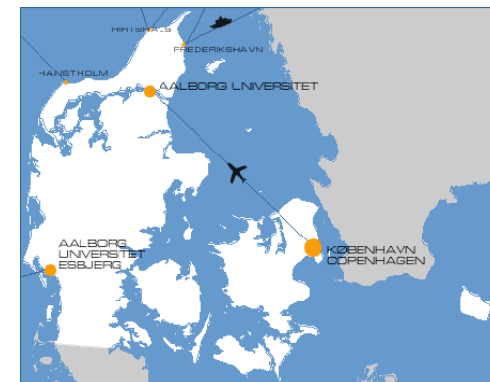 HIRTSHALS
FREDERIKSHAVN
HANSTHOLM
AALBORG UNIVERSITET
AALBORG
UNIVERSITET
ESBJERG
KØBENHAVN
COPENHAGEN